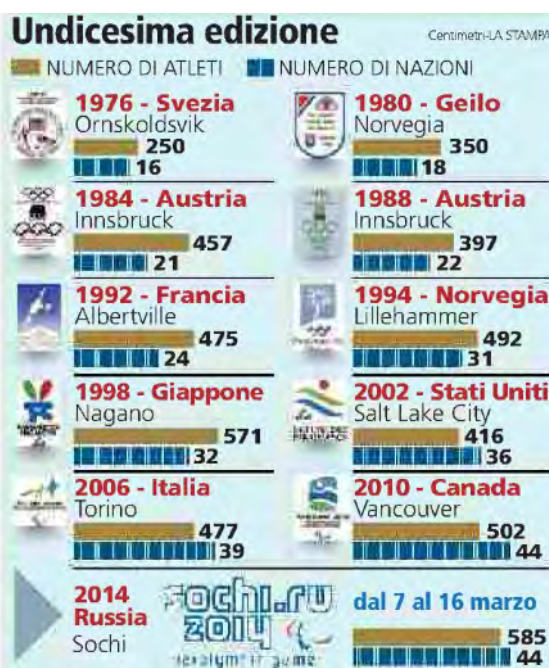 Undicesima edizione
Centimetri-LA STAMPA
NUMERO DI ATLETI NUMERO DI NAZIONI
1976 - Svezia
Ornskoldsvik
250
16
1980 - Geilo
Norvegia
350
18
1984 - Austria
Innsbruck
457
21
1988 - Austria
Innsbruck
397
22
1992 - Francia
Albertville
475
24
1994 - Norvegia
Lillehammer
492
31
1998 - Giappone
Nagano
571
32
2002 - Stati Uniti
Salt Lake City
416
36
2006 - Italia
Torino
477
39
2010 - Canada
Vancouver
502
44
2014
Russia
Sochi
sochi.ru
2014
dal 7 al 16 marzo
585
44